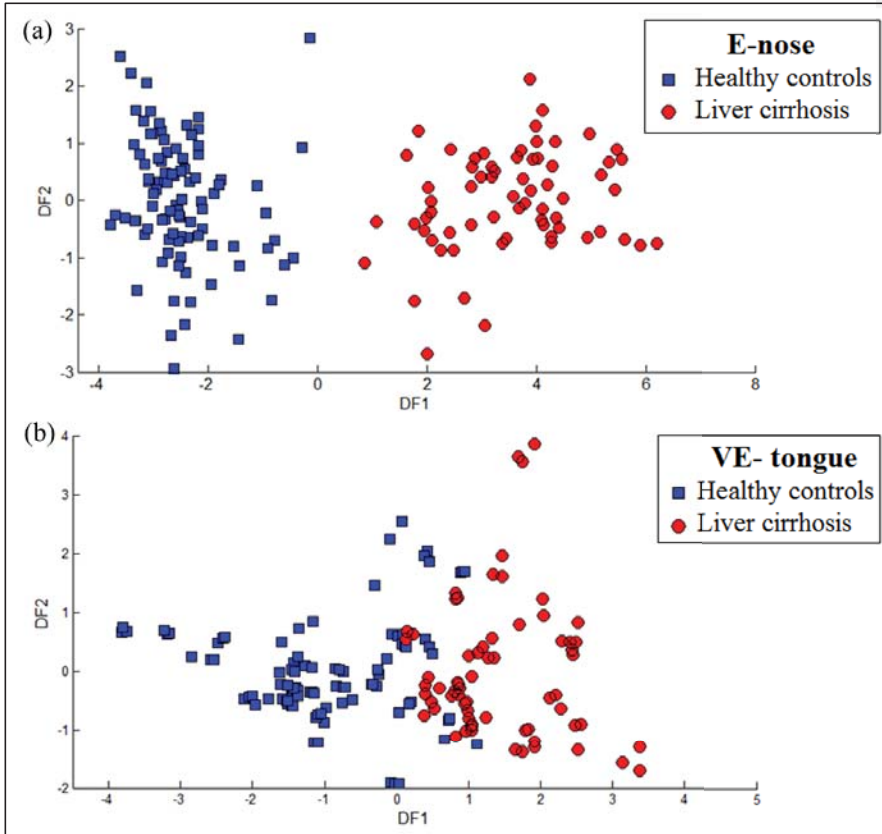 (a)
E-nose
Healthy controls
Liver cirrhosis
3
2
1
0
-1
-2
-3
DF2
-4
-2
0
2
4
6
8
DF1
(b)
VE- tongue
Healthy controls
Liver cirrhosis
4
3
2
1
0
-1
-2
DF2
-4
-3
-2
-1
0
1
2
3
4
5
DF1